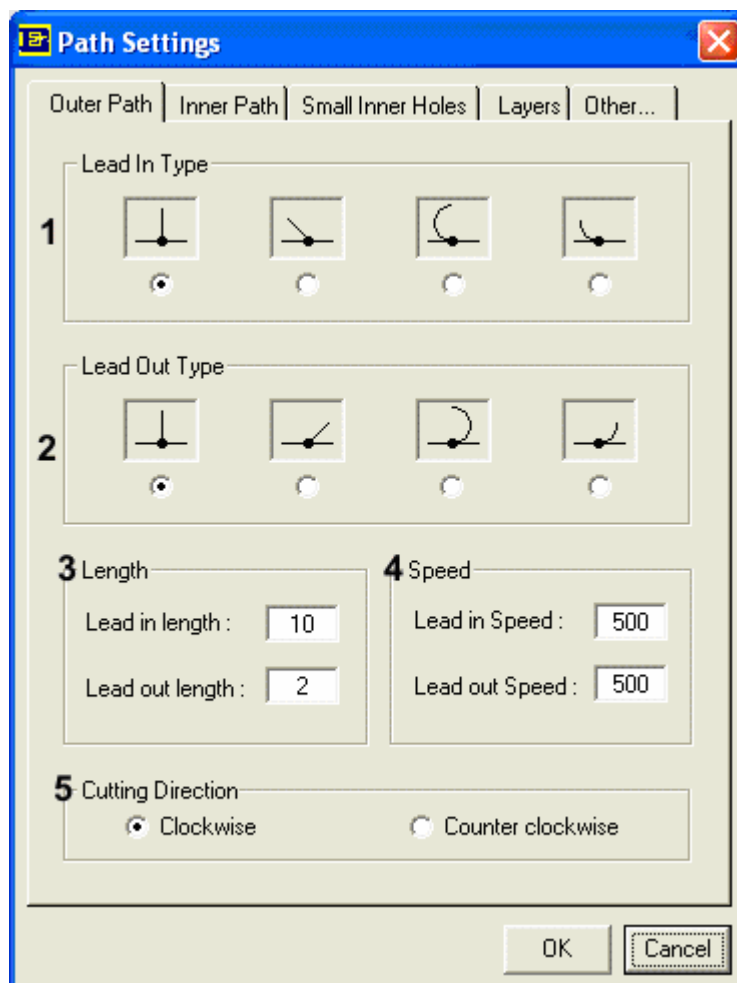 Path Settings
Outer Path Inner Path Small Inner Holes Layers Other...
Lead In Type
1
Lead Out Type
2
3 Length
Lead in length : 10
Lead out length : 2
4 Speed
Lead in Speed : 500
Lead out Speed : 500
5 Cutting Direction
Clockwise Counter clockwise
OK Cancel